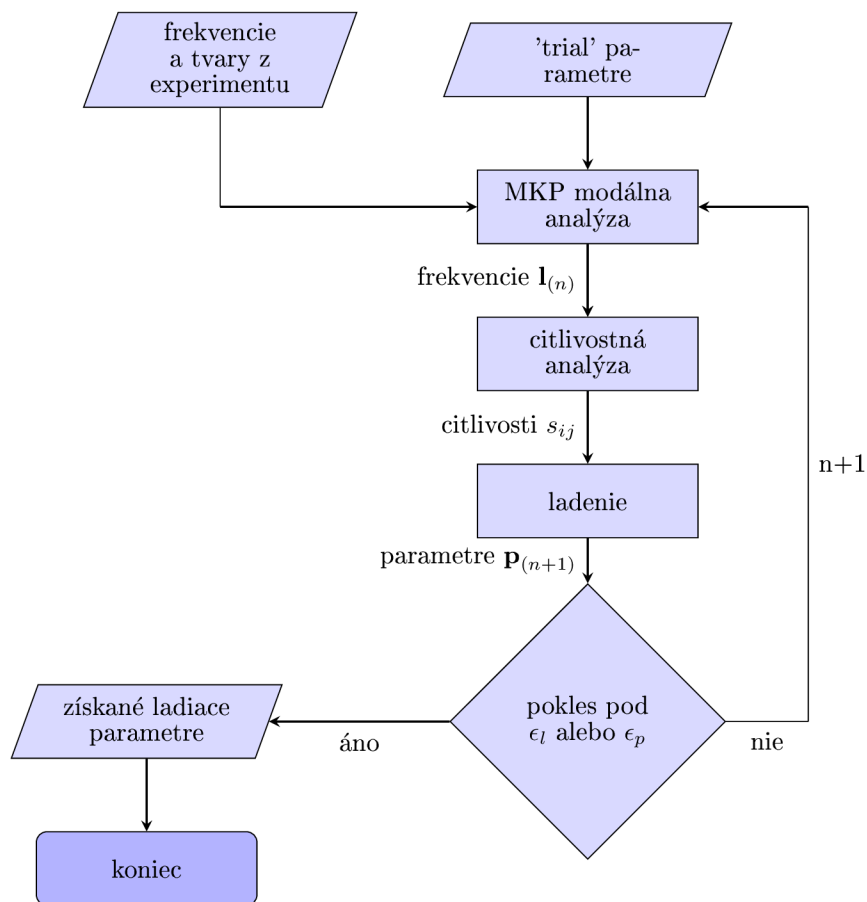 frekvencie
a tvary z
experimentu
'trial' pa-
rametre
MKP modálna
analýza
frekvencie l(n)
citlivostná
analýza
citlivosti sij
ladenie
n+1
parametre p(n+1)
pokles pod
ϵl alebo ϵp
áno
nie
získané ladiace
parametre
koniec